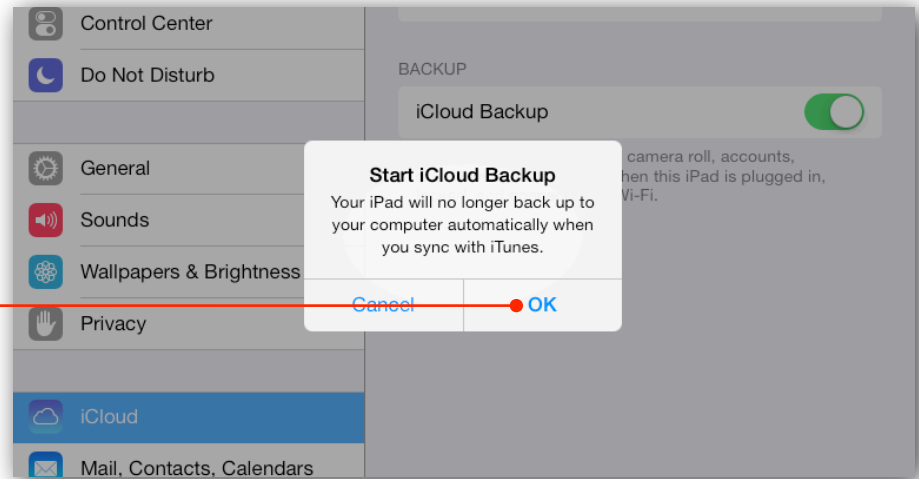 Control Center
Do Not Disturb
General
Sounds
Wallpapers & Brightness
Privacy
iCloud
Mail, Contacts, Calendars
BACKUP
iCloud Backup
camera roll, accounts,
hen this iPad is plugged in,
Wi-Fi.
Start iCloud Backup
Your iPad will no longer back up to
your computer automatically when
you sync with iTunes.
Cancel OK